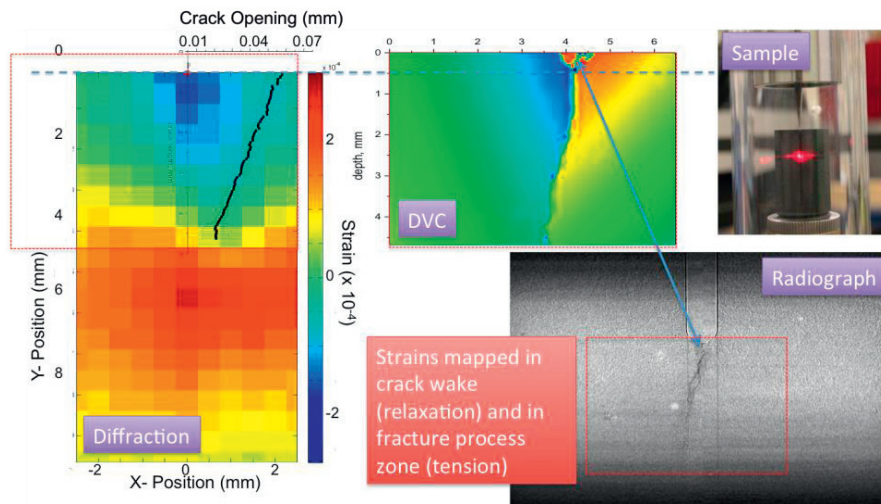 Crack Opening (mm)
0.01 0.04 0.07
0
2
4
6
8
Y- Position (mm)
-2 0 2
X- Position (mm)
Diffraction
x 10⁻⁴
2
0
-2
Strain (x 10⁻⁴)
0 1 2 3 4 5 6
0
1
2
3
4
depth, mm
DVC
Sample
Radiograph
Strains mapped in
crack wake
(relaxation) and in
fracture process
zone (tension)